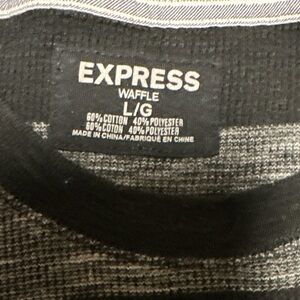 EXPRESS
WAFFLE
L/G
60%COTTON 40%POLYESTER
60%COTON 40%POLYESTER
MADE IN CHINA/FABRIQUÉ EN CHINE